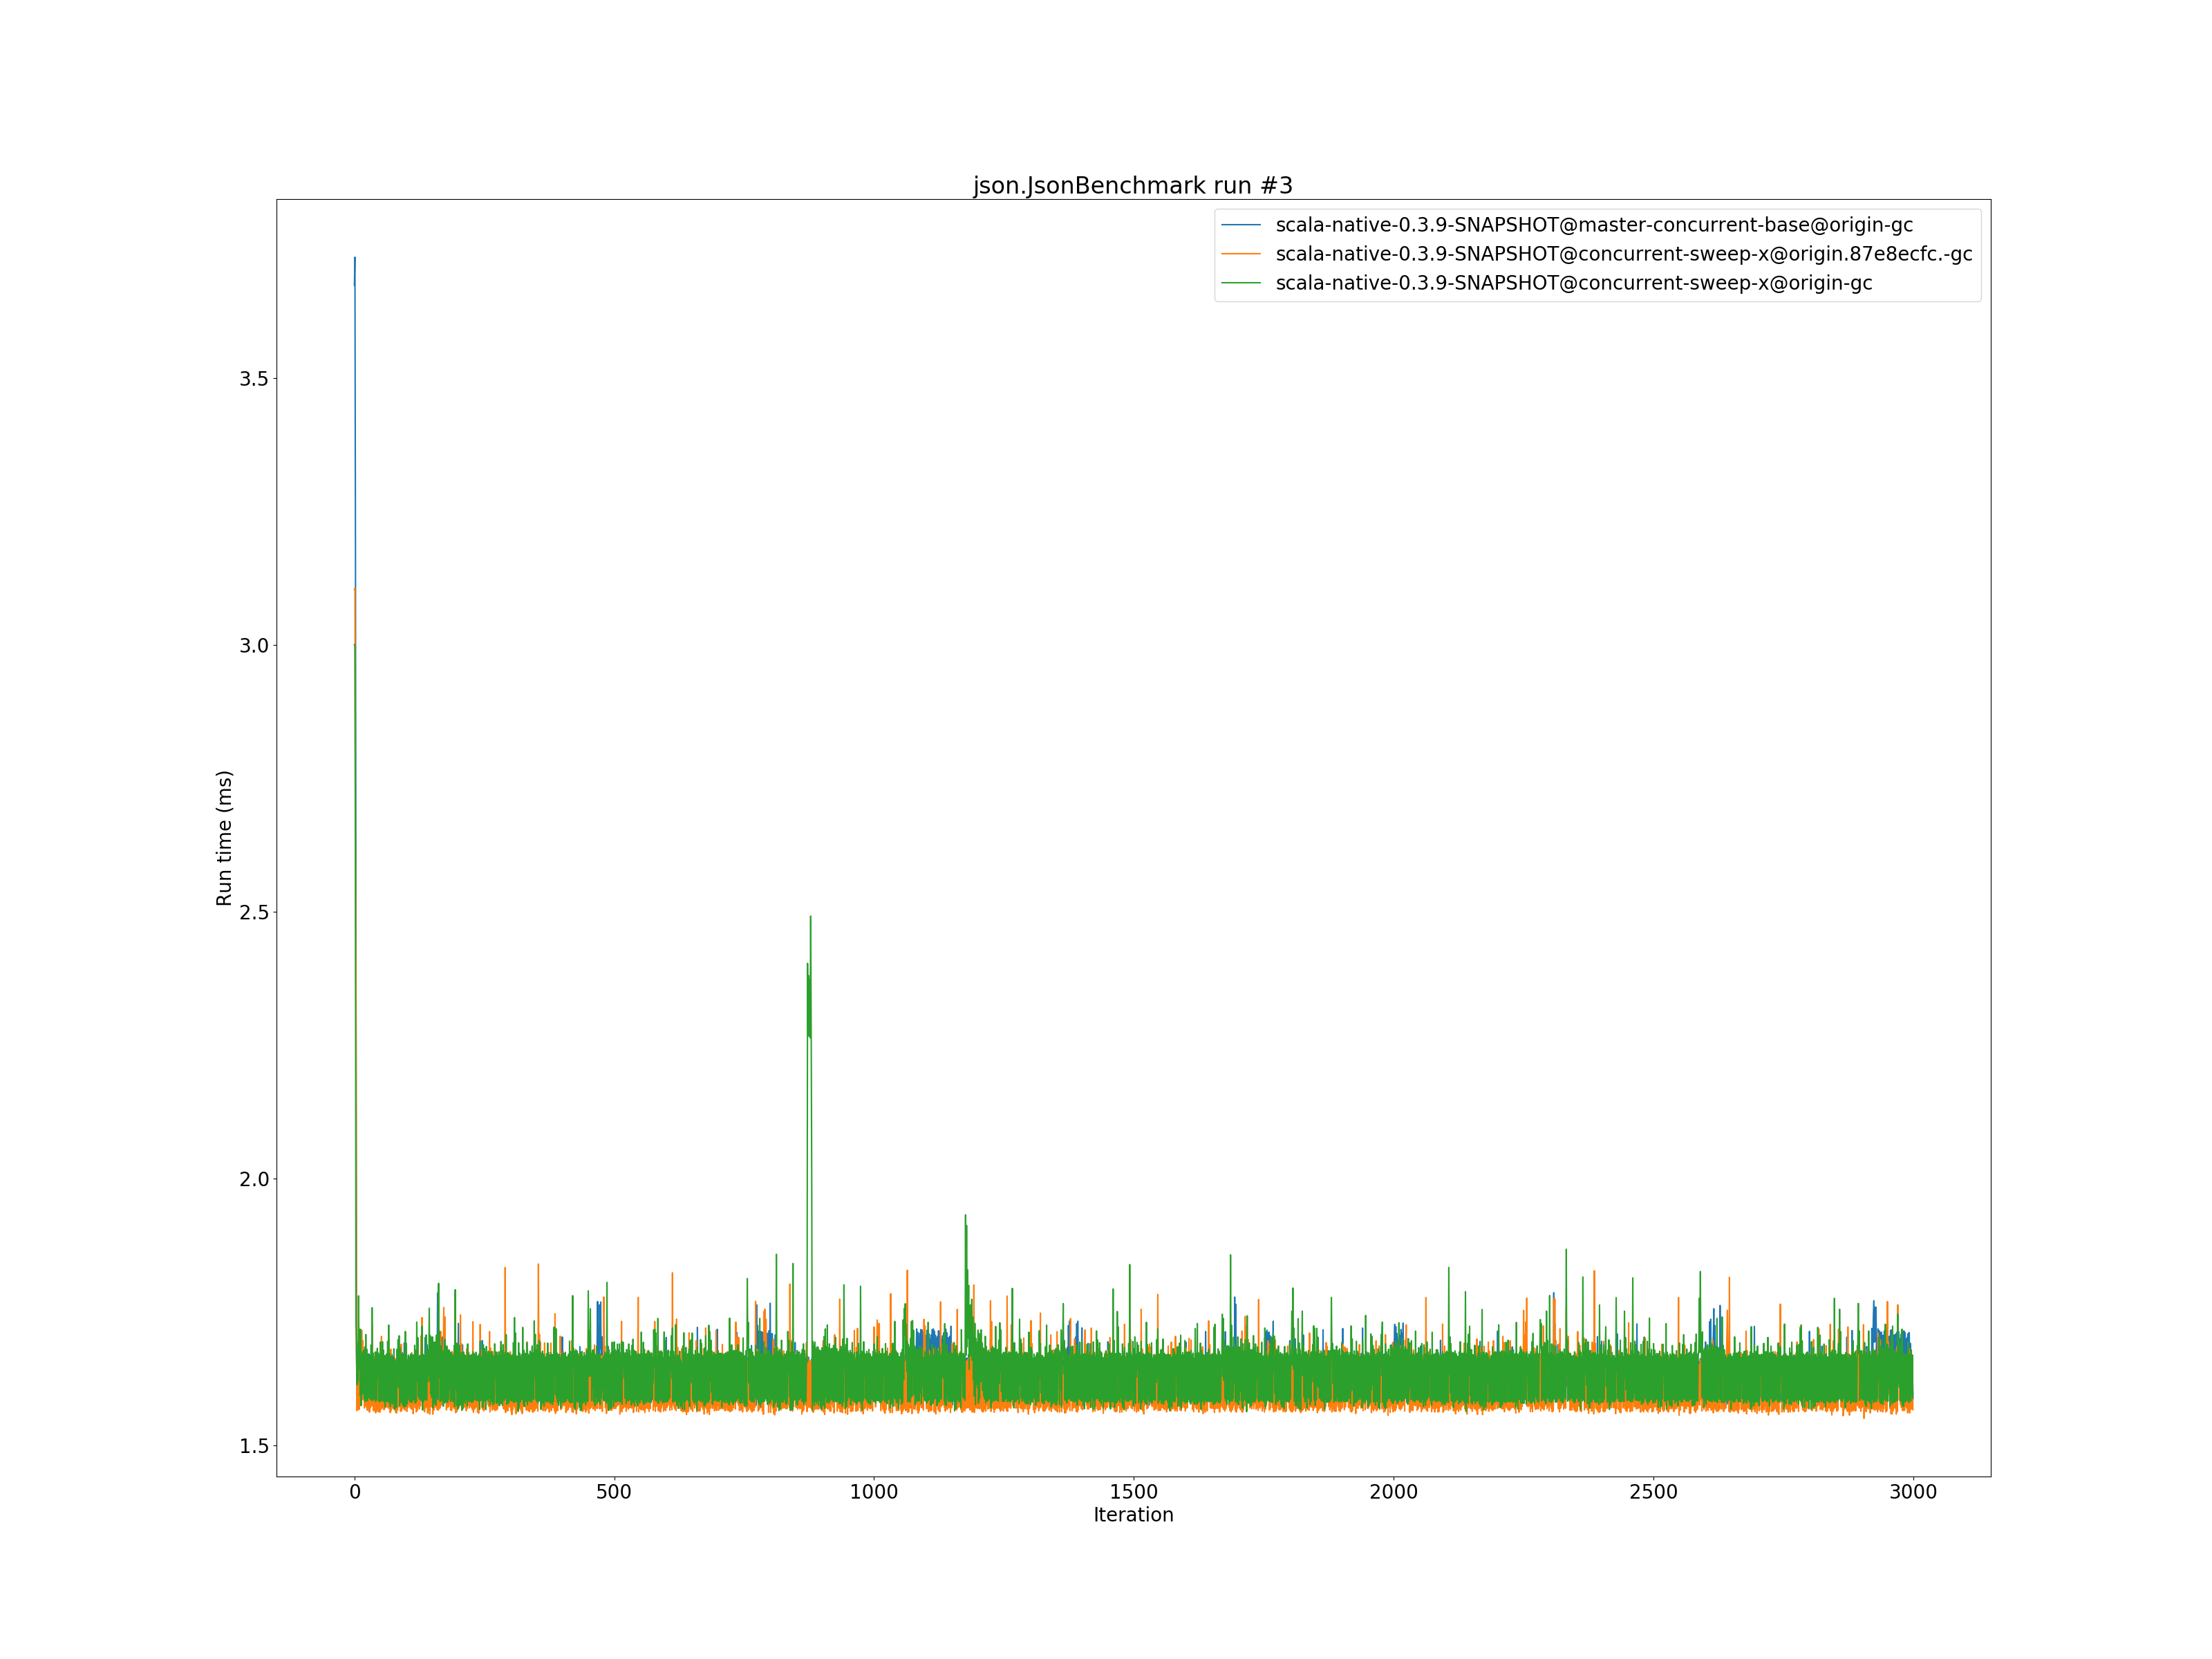 json.JsonBenchmark run #3
scala-native-0.3.9-SNAPSHOT@master-concurrent-base@origin-gc
scala-native-0.3.9-SNAPSHOT@concurrent-sweep-x@origin.87e8ecfc.-gc
scala-native-0.3.9-SNAPSHOT@concurrent-sweep-x@origin-gc
3.5
3.0
2.5
2.0
1.5
Run time (ms)
0 500 1000 1500 2000 2500 3000
Iteration